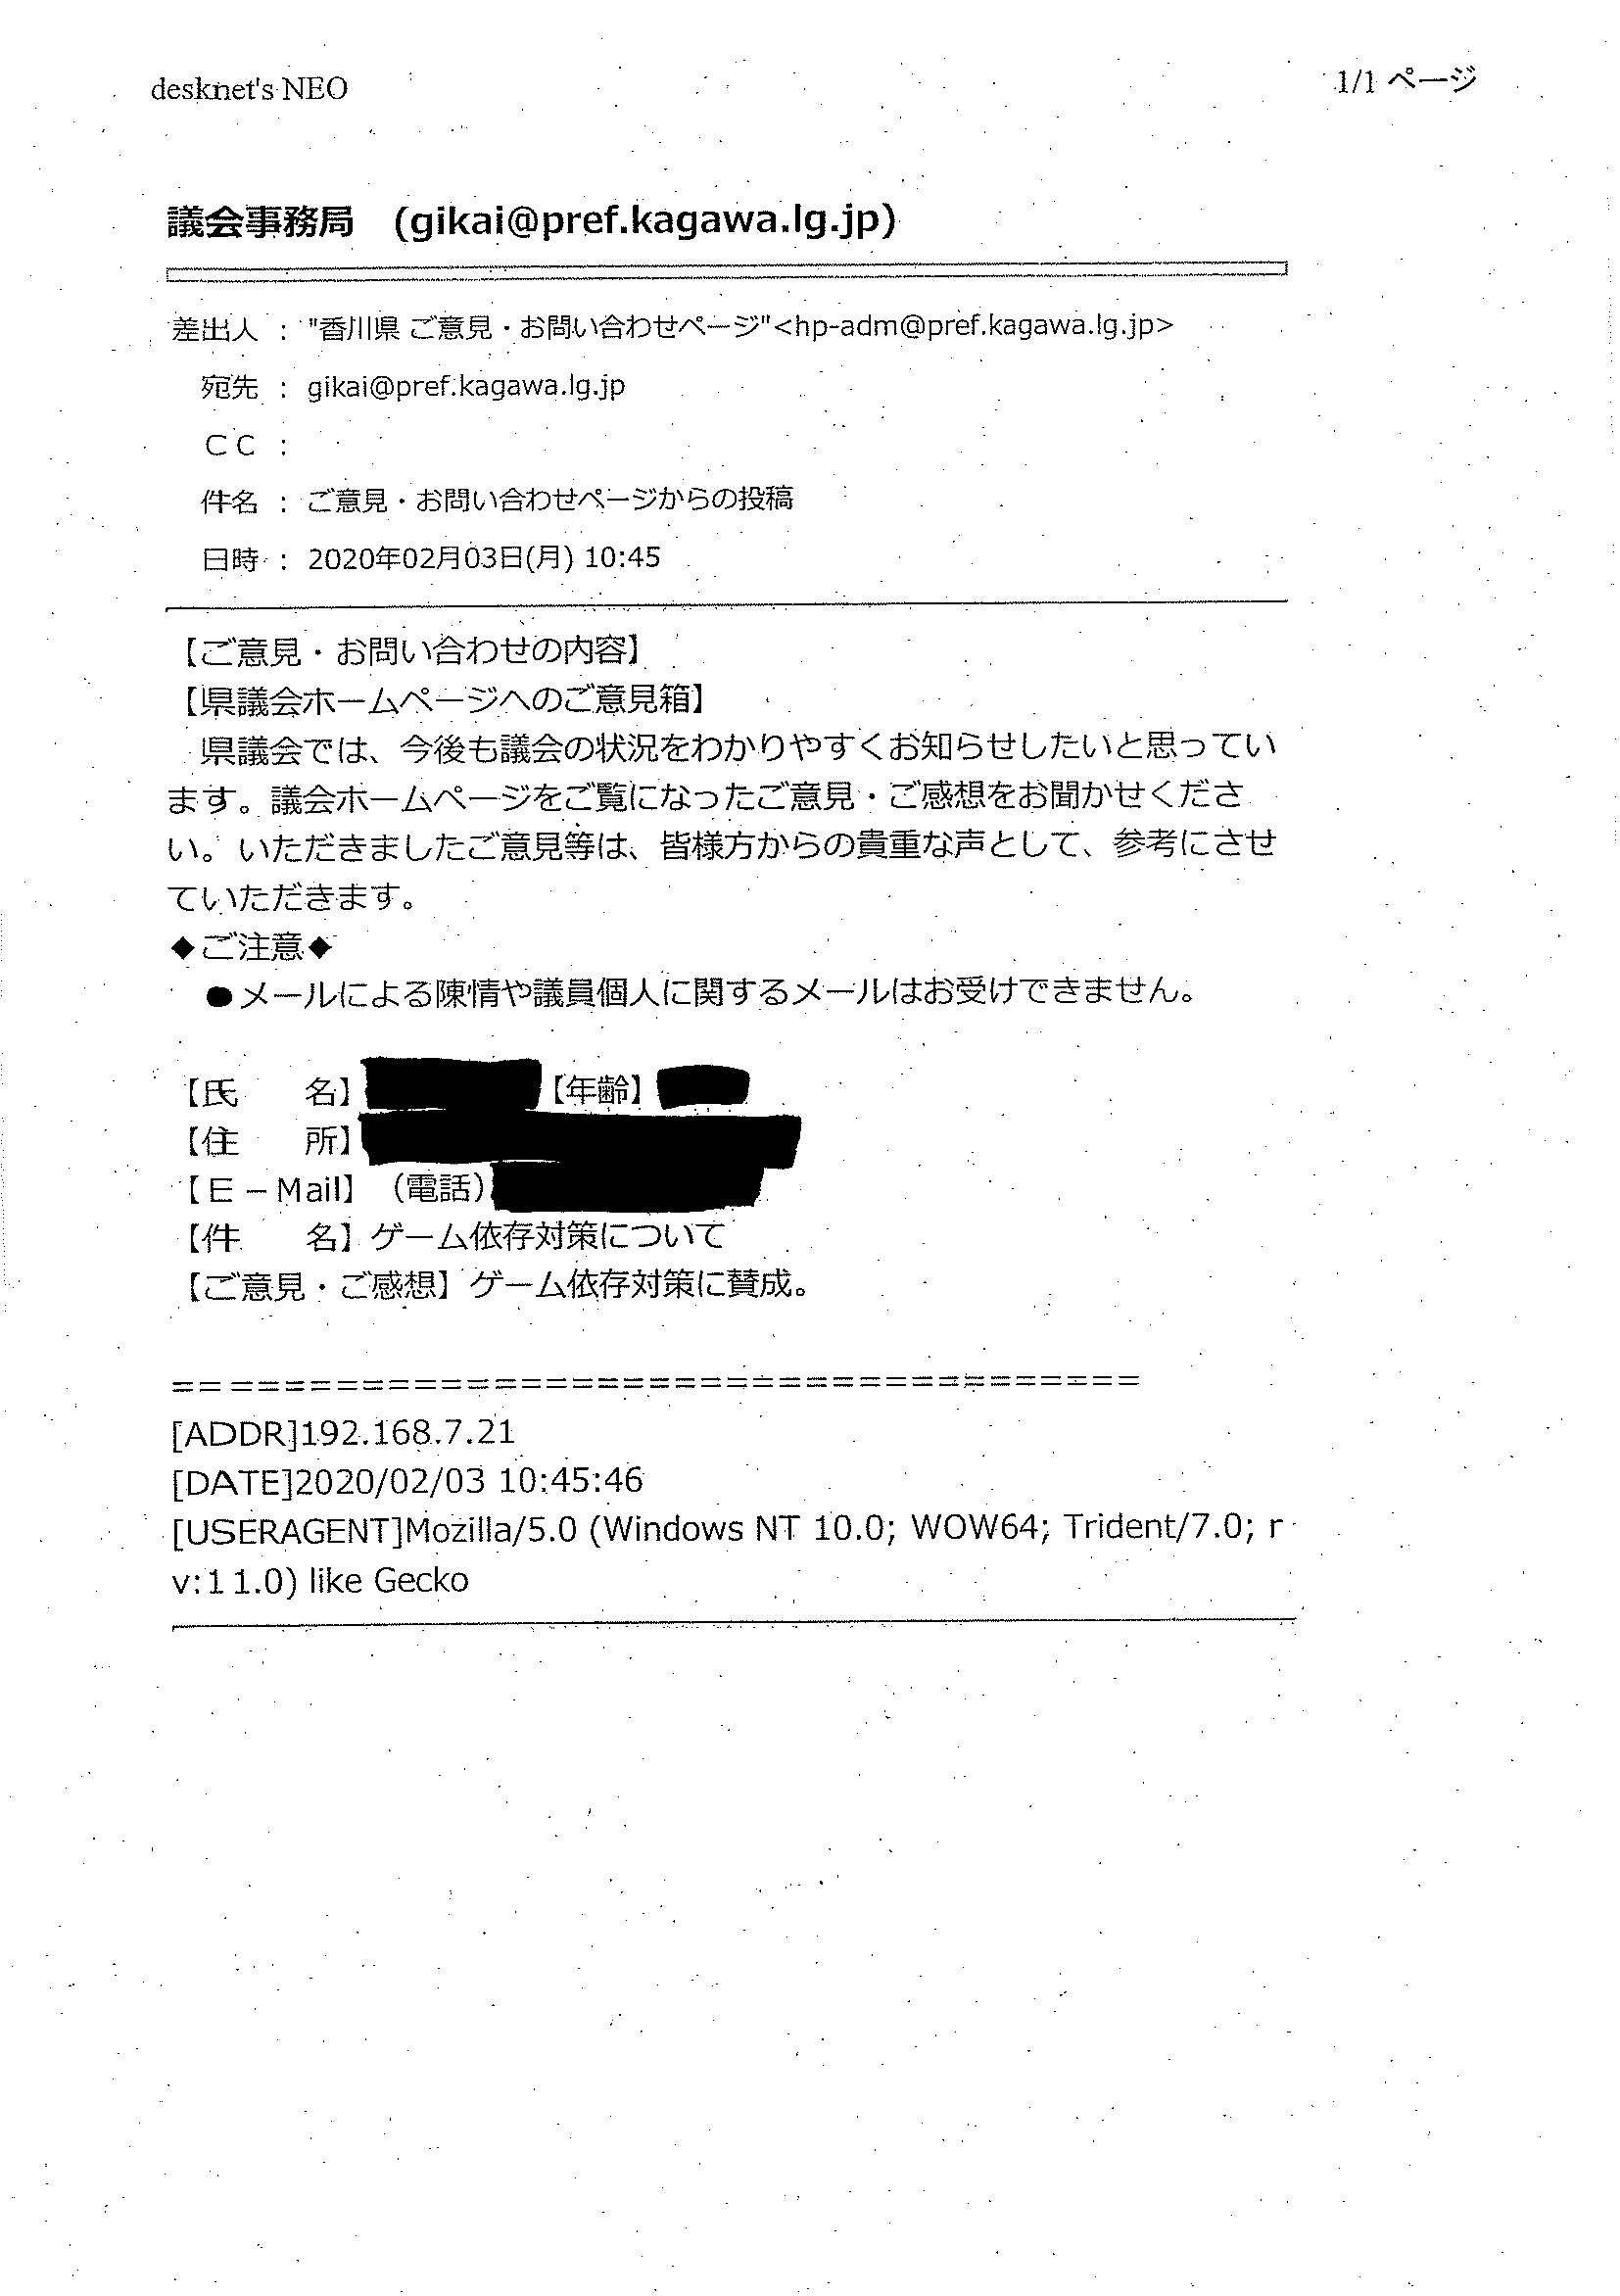 desknet's NEO
1/1 ページ
議会事務局 (gikai@pref.kagawa.lg.jp)
差出人 : "香川県 ご意見・お問い合わせページ"<hp-adm@pref.kagawa.lg.jp>
宛先 : gikai@pref.kagawa.lg.jp
ＣＣ :
件名 : ご意見・お問い合わせページからの投稿
日時 : 2020年02月03日(月) 10:45
【ご意見・お問い合わせの内容】
【県議会ホームページへのご意見箱】
県議会では、今後も議会の状況をわかりやすくお知らせしたいと思ってい
ます。議会ホームページをご覧になったご意見・ご感想をお聞かせくださ
い。いただきましたご意見等は、皆様方からの貴重な声として、参考にさせ
ていただきます。
◆ご注意◆
●メールによる陳情や議員個人に関するメールはお受けできません。
【氏　　名】　【年齢】
【住　　所】
【Ｅ－Mail】（電話）
【件　　名】ゲーム依存対策について
【ご意見・ご感想】ゲーム依存対策に賛成。
=====================================
[ADDR]192.168.7.21
[DATE]2020/02/03 10:45:46
[USERAGENT]Mozilla/5.0 (Windows NT 10.0; WOW64; Trident/7.0; r
v:11.0) like Gecko